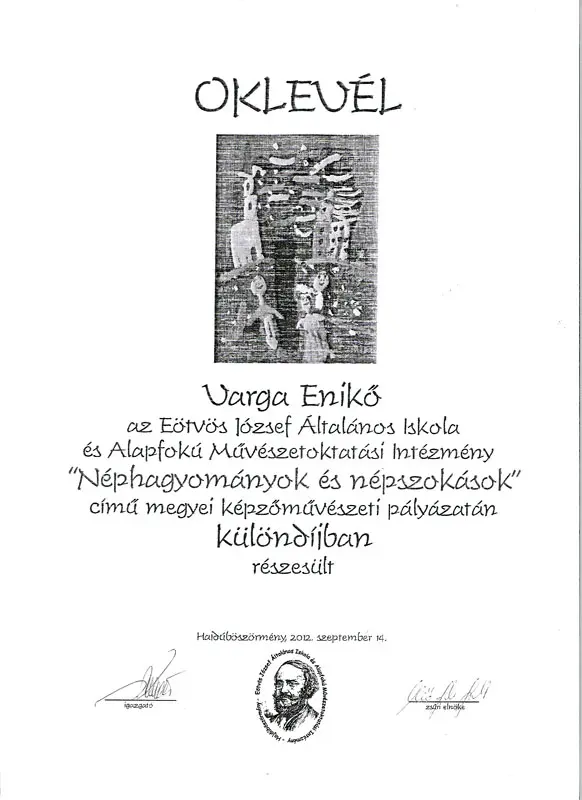 OKLEVÉL
Varga Enikő
az Eötvös József Általános Iskola
és Alapfokú Művészetoktatási Intézmény
"Néphagyományok és népszokások"
című megyei képzőművészeti pályázatán
különdíjban
részesült
Hajdúböszörmény, 2012. szeptember 14.
Eötvös József Általános Iskola és Alapfokú Művészetoktatási Intézmény - Hajdúböszörmény -
igazgató
zsűri elnöke